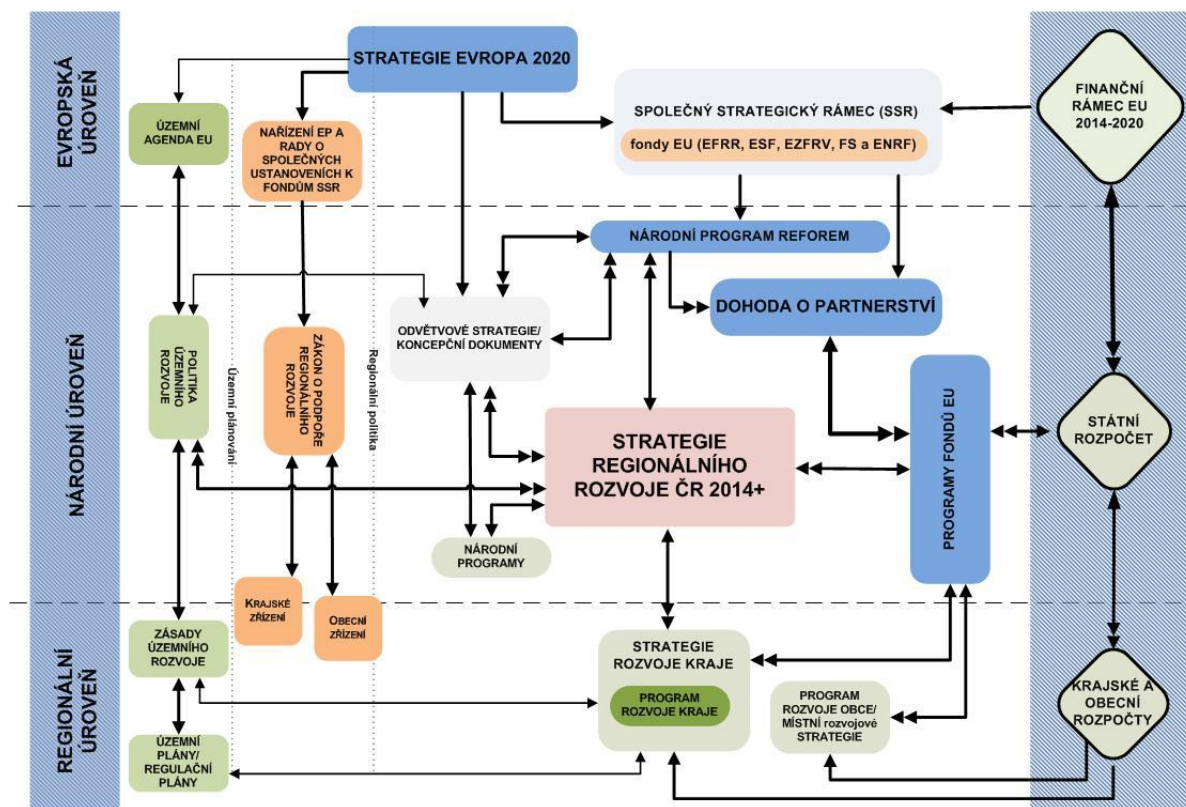 EVROPSKÁ
ÚROVEŇ
STRATEGIE EVROPA 2020
ÚZEMNÍ
AGENDA EU
NAŘÍZENÍ EP A
RADY O
SPOLEČNÝCH
USTANOVENÍCH K
FONDŮM SSR
SPOLEČNÝ STRATEGICKÝ RÁMEC (SSR)
fondy EU (EFRR, ESF, EZFRV, FS a ENRF)
FINANČNÍ
RÁMEC EU
2014-2020
NÁRODNÍ ÚROVEŇ
NÁRODNÍ PROGRAM REFOREM
DOHODA O PARTNERSTVÍ
ODVĚTVOVÉ STRATEGIE/
KONCEPČNÍ DOKUMENTY
POLITIKA
ÚZEMNÍHO
ROZVOJE
Územní plánování
ZÁKON O PODPOŘE
REGIONÁLNÍHO
ROZVOJE
Regionální politika
STRATEGIE
REGIONÁLNÍHO
ROZVOJE ČR 2014+
PROGRAMY FONDŮ EU
STÁTNÍ
ROZPOČET
NÁRODNÍ
PROGRAMY
KRAJSKÉ
ZŘÍZENÍ
OBECNÍ
ZŘÍZENÍ
REGIONÁLNÍ
ÚROVEŇ
ZÁSADY
ÚZEMNÍHO
ROZVOJE
STRATEGIE
ROZVOJE KRAJE
PROGRAM
ROZVOJE KRAJE
PROGRAM
ROZVOJE OBCE/
MÍSTNÍ rozvojové
STRATEGIE
KRAJSKÉ A
OBECNÍ
ROZPOČTY
ÚZEMNÍ
PLÁNY/
REGULAČNÍ
PLÁNY